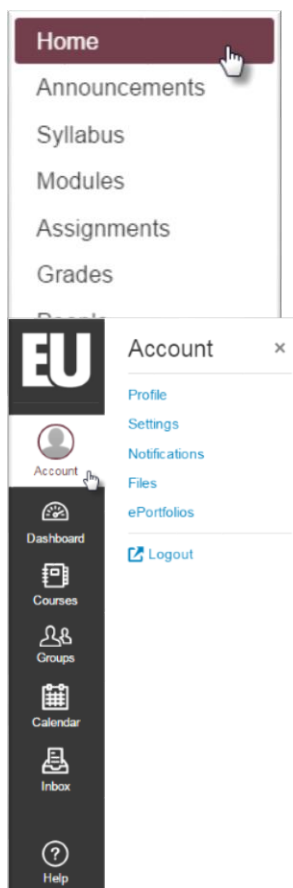 Home
Announcements
Syllabus
Modules
Assignments
Grades
People
EU
Account ×
Profile
Settings
Notifications
Files
ePortfolios
Logout
Account
Dashboard
Courses
Groups
Calendar
Inbox
? 
Help